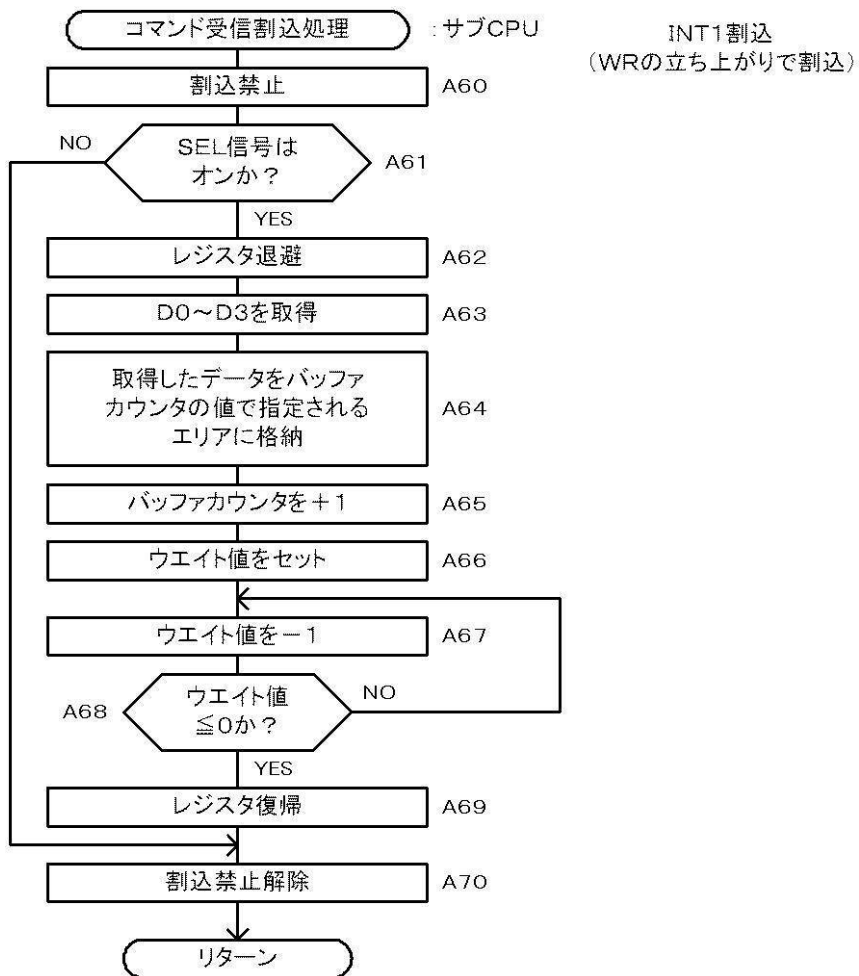 コマンド受信割込処理
:サブCPU
INT1割込
(WRの立ち上がりで割込)
割込禁止
A60
NO
SEL信号は
オンか?
A61
YES
レジスタ退避
A62
D0～D3を取得
A63
取得したデータをバッファ
カウンタの値で指定される
エリアに格納
A64
バッファカウンタを+1
A65
ウエイト値をセット
A66
ウエイト値を－1
A67
A68
ウエイト値
≦0か?
NO
YES
レジスタ復帰
A69
割込禁止解除
A70
リターン